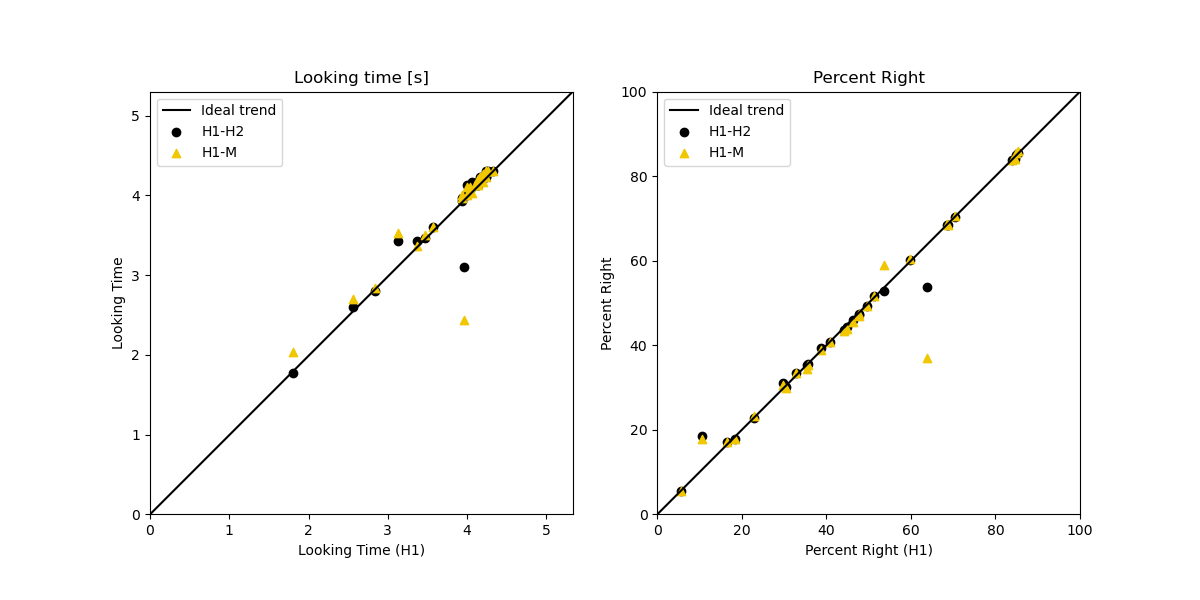 Looking time [s]
Ideal trend
H1-H2
H1-M
Looking Time
5
4
3
2
1
0
0 1 2 3 4 5
Looking Time (H1)
Percent Right
Ideal trend
H1-H2
H1-M
Percent Right
100
80
60
40
20
0
0 20 40 60 80 100
Percent Right (H1)